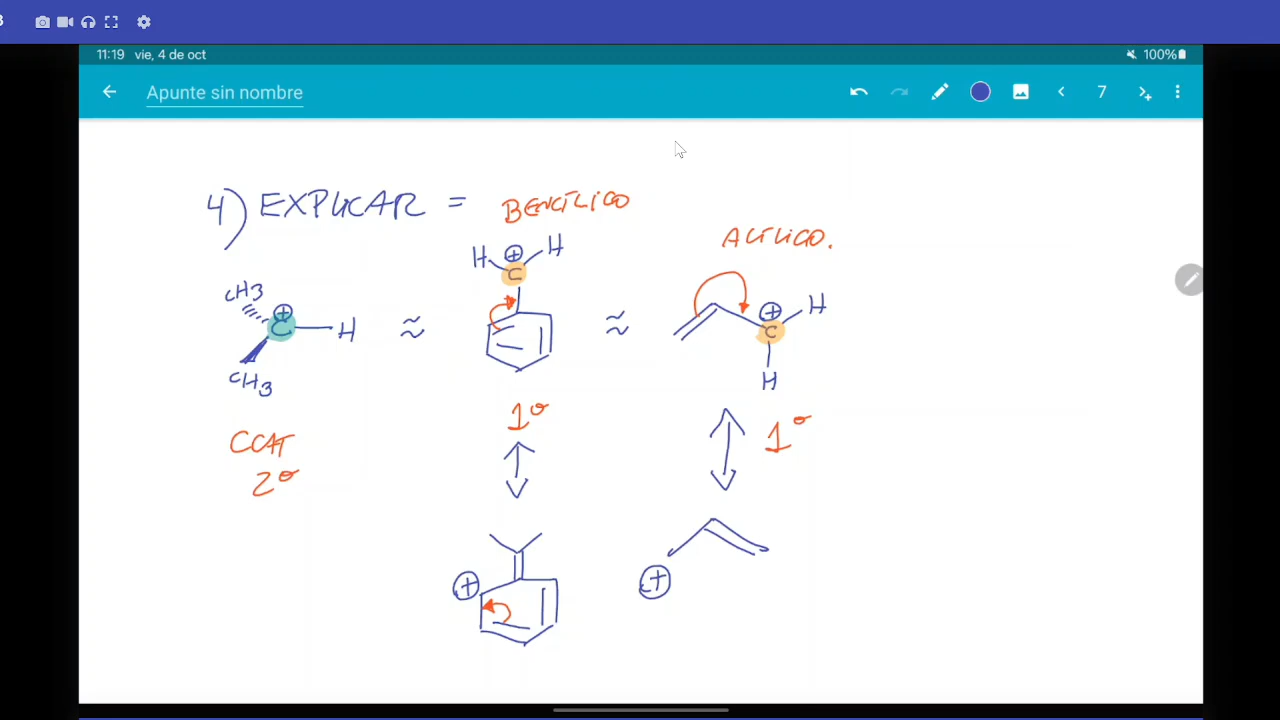 11:19 vie, 4 de oct 100%
Apunte sin nombre 7
4) EXPLICAR = BENCÍLICO
ALÍLICO.
H ⊕ H
C
CH3 ⊕ C H
CH3
≈ ≈
⊕ C H
H
CCAT
2º
1º
1º
⊕
⊕